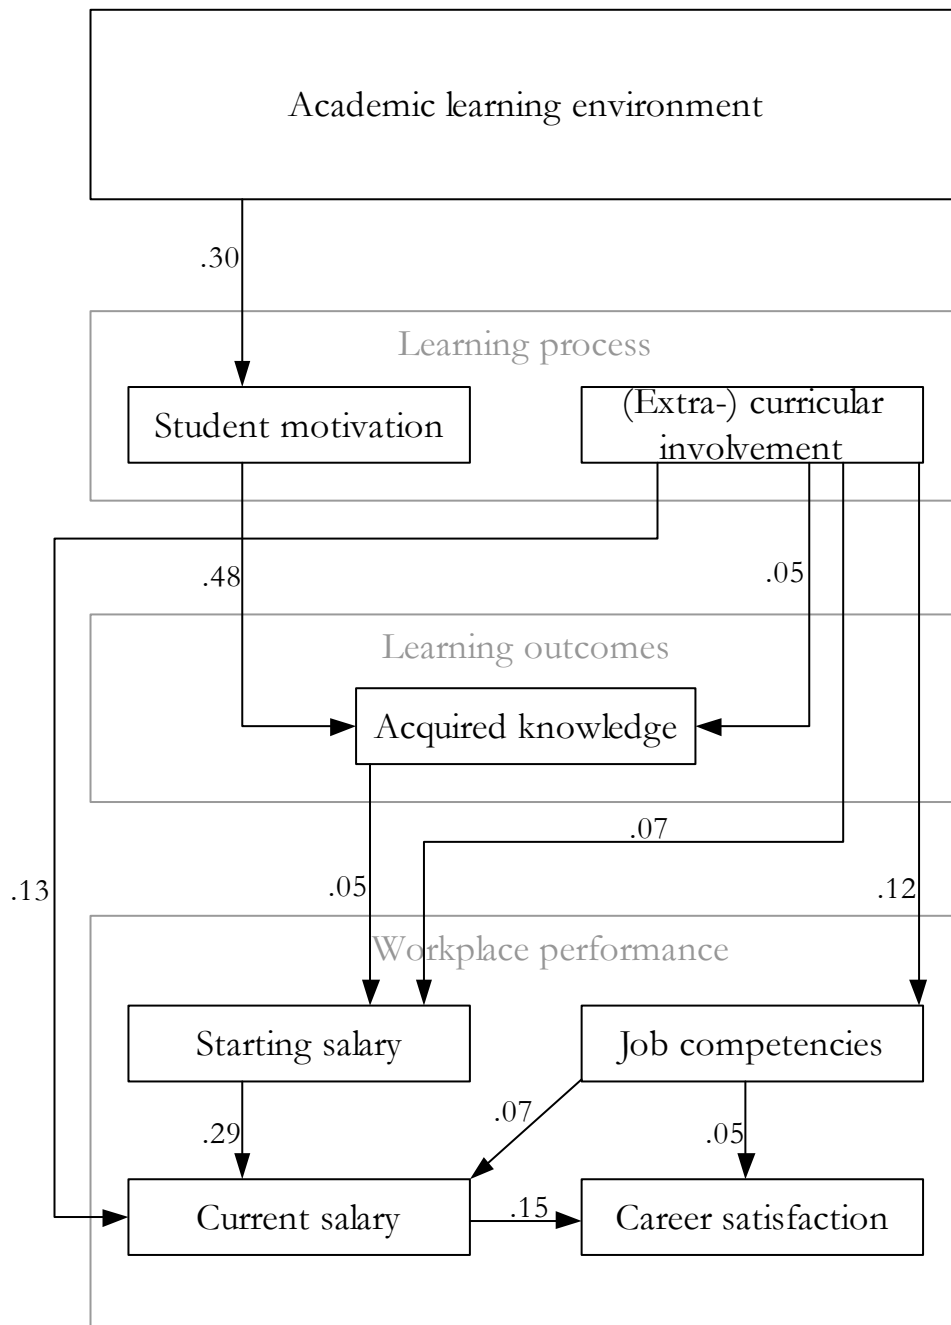 Academic learning environment
.30
Learning process
Student motivation
(Extra-) curricular
involvement
.48
.05
Learning outcomes
Acquired knowledge
.07
.13
.05
.12
Workplace performance
Starting salary
Job competencies
.29
.07
.05
Current salary
.15
Career satisfaction